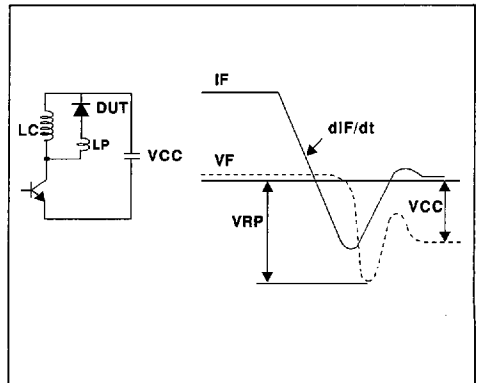 IF
DUT
dIF/dt
LC
LP
VCC
VF
VCC
VRP